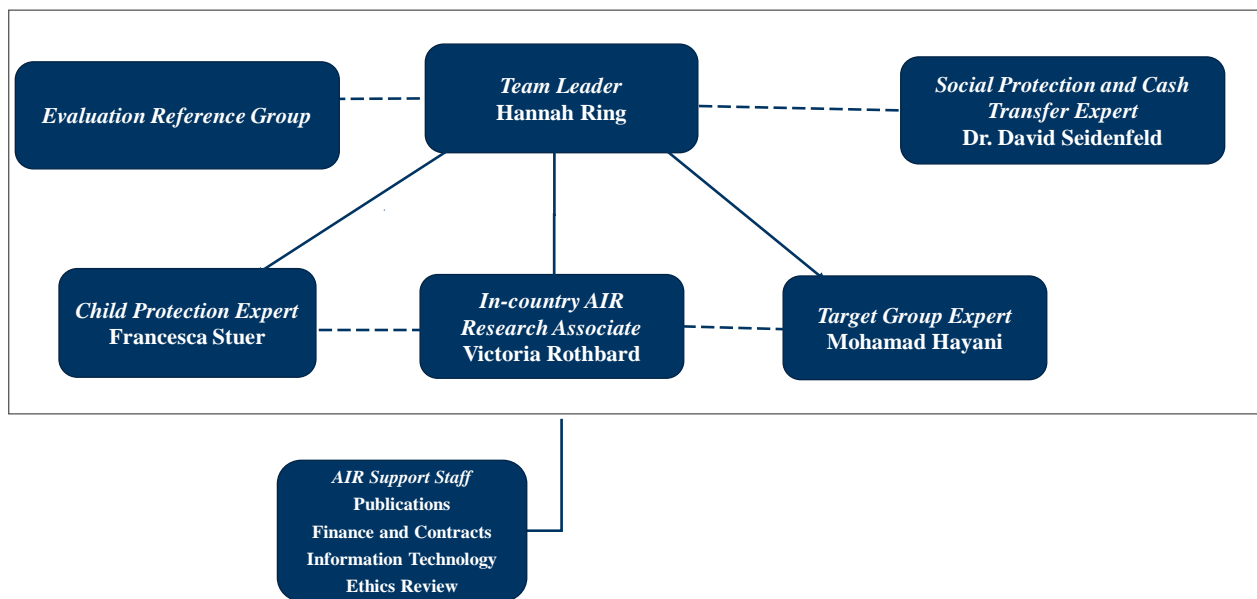 Evaluation Reference Group
Team Leader
Hannah Ring
Social Protection and Cash
Transfer Expert
Dr. David Seidenfeld
Child Protection Expert
Francesca Stuer
In-country AIR
Research Associate
Victoria Rothbard
Target Group Expert
Mohamad Hayani
AIR Support Staff
Publications
Finance and Contracts
Information Technology
Ethics Review